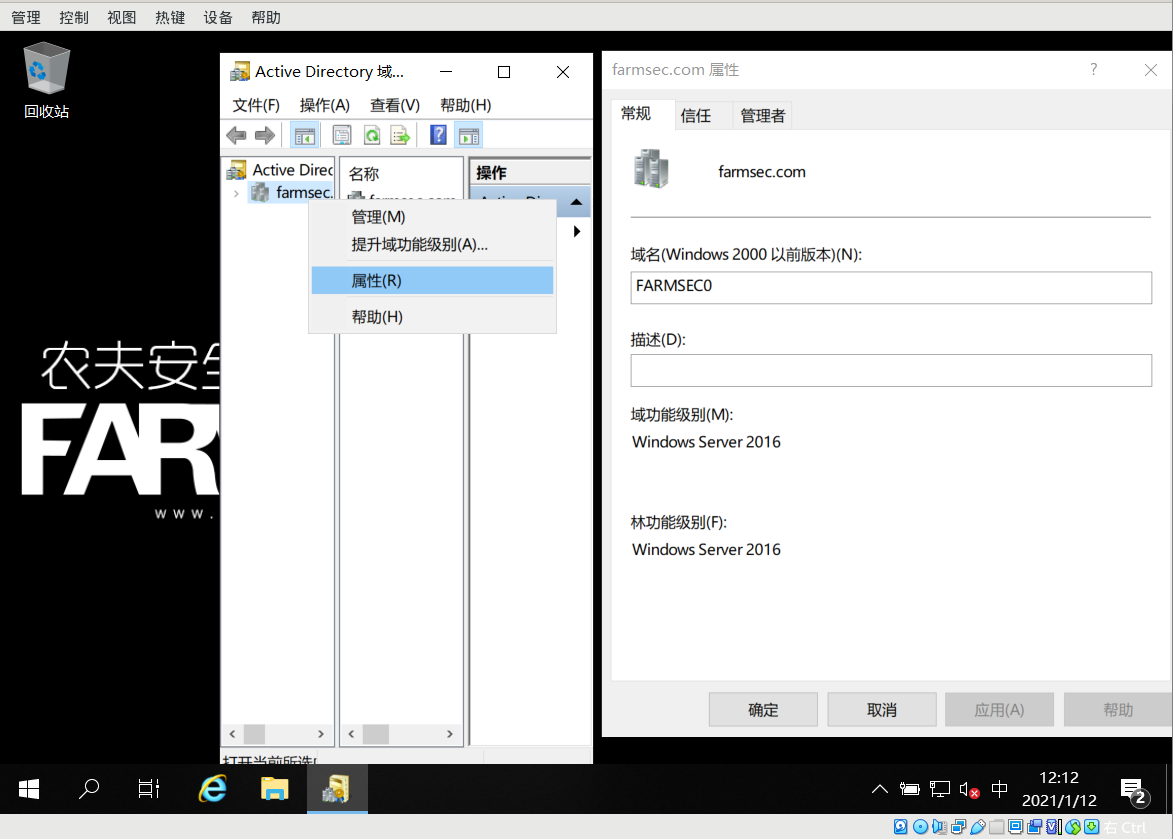 管理 控制 视图 热键 设备 帮助
回收站
Active Directory 域...
文件(F) 操作(A) 查看(V) 帮助(H)
Active Direc
farmsec.
名称
操作
管理(M)
提升域功能级别(A)...
属性(R)
帮助(H)
打开当前所选
农夫安
FAR
www.
farmsec.com 属性
常规 信任 管理者
farmsec.com
域名(Windows 2000 以前版本)(N):
FARMSEC0
描述(D):
域功能级别(M):
Windows Server 2016
林功能级别(F):
Windows Server 2016
确定 取消 应用(A) 帮助
中
12:12
2021/1/12
2
右 Ctrl